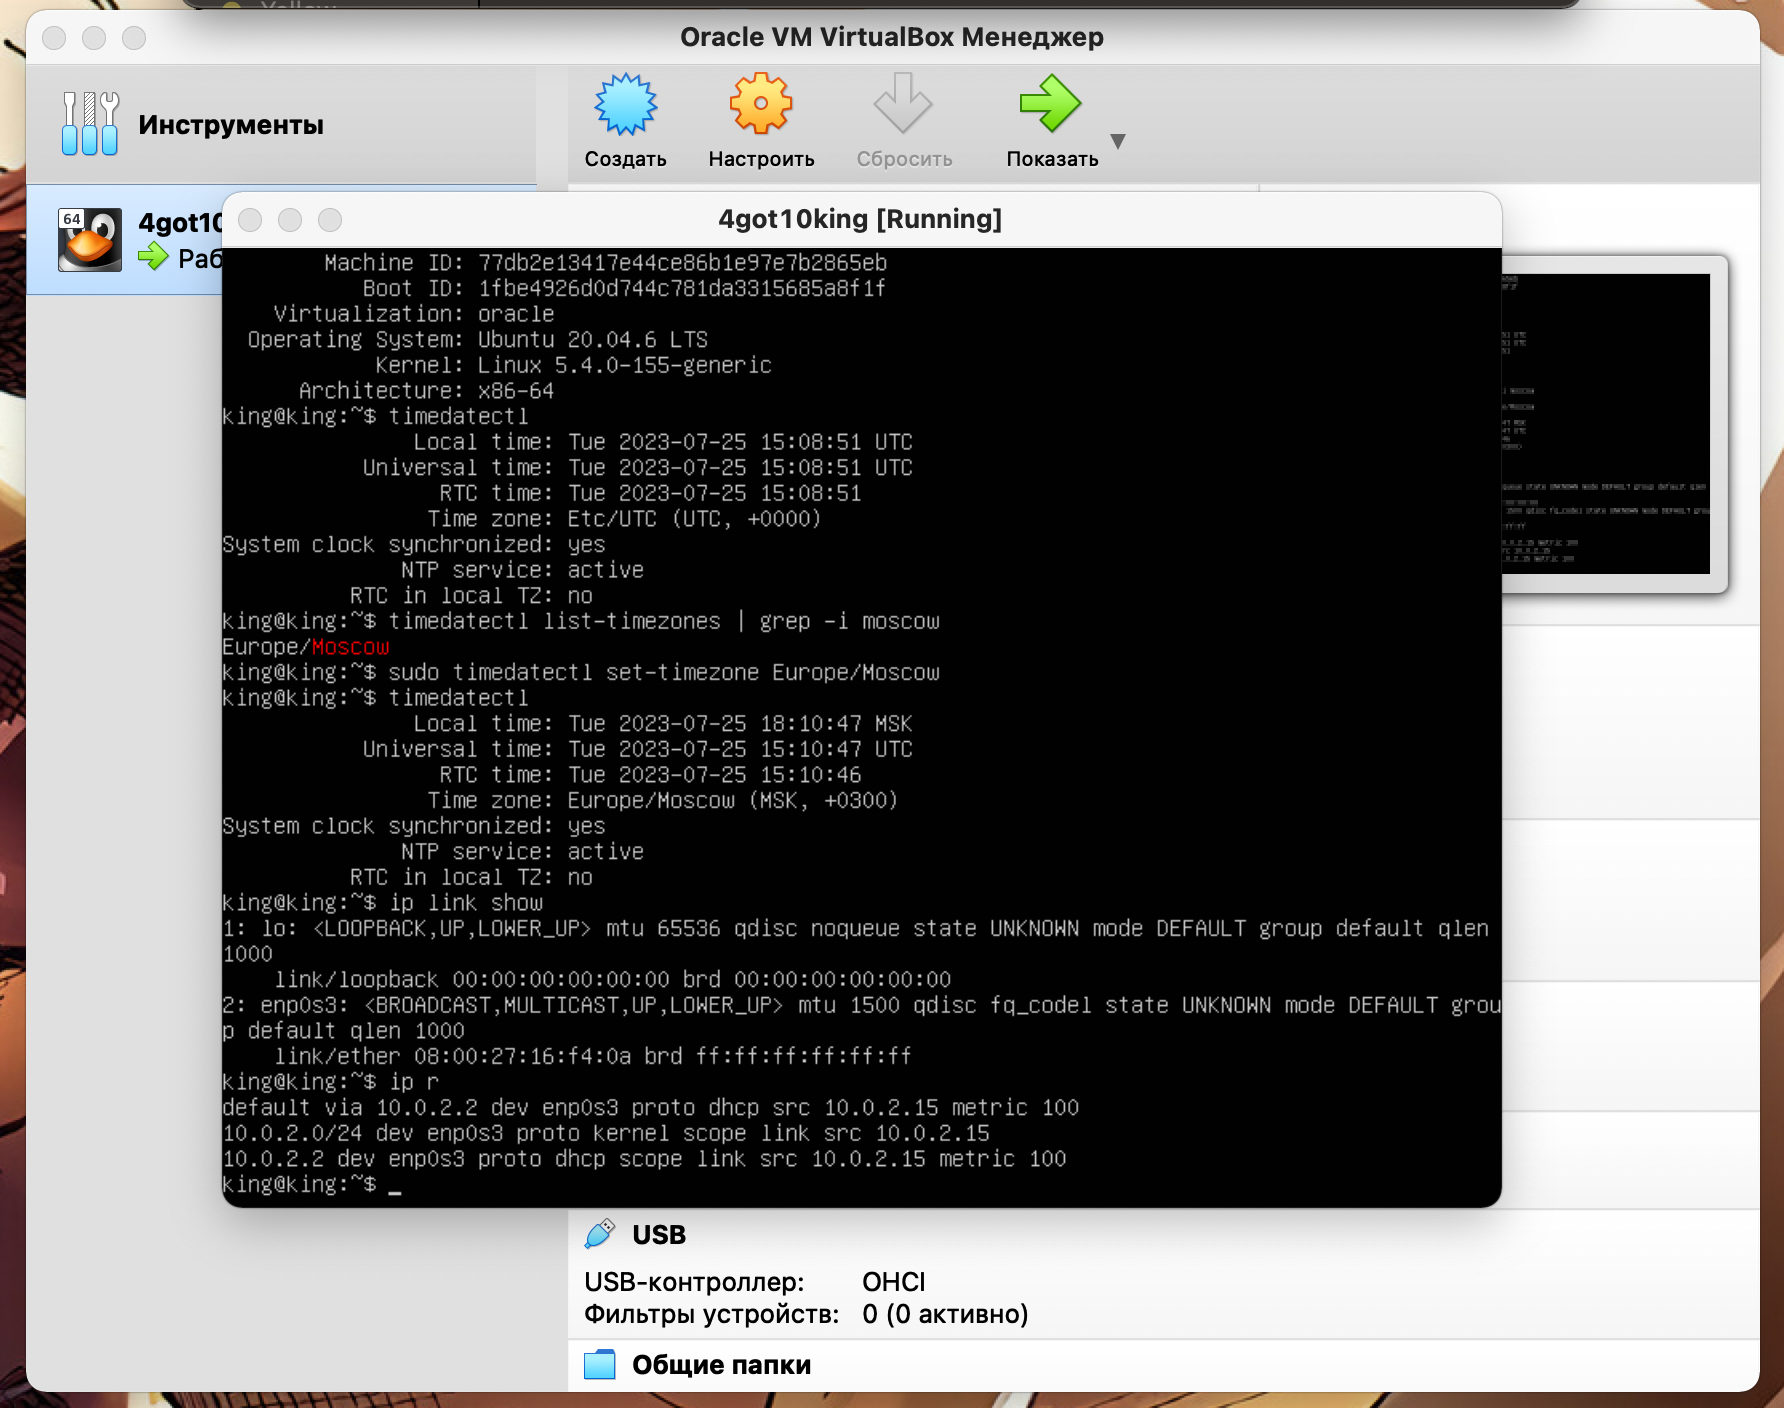 Yellow
Oracle VM VirtualBox Менеджер
Инструменты
Создать
Настроить
Сбросить
Показать
64
4got10
Раб
4got10king [Running]
Machine ID: 77db2e13417e44ce86b1e97e7b2865eb
Boot ID: 1fbe4926d0d744c781da3315685a8f1f
Virtualization: oracle
Operating System: Ubuntu 20.04.6 LTS
Kernel: Linux 5.4.0-155-generic
Architecture: x86-64
king@king:~$ timedatectl
Local time: Tue 2023-07-25 15:08:51 UTC
Universal time: Tue 2023-07-25 15:08:51 UTC
RTC time: Tue 2023-07-25 15:08:51
Time zone: Etc/UTC (UTC, +0000)
System clock synchronized: yes
NTP service: active
RTC in local TZ: no
king@king:~$ timedatectl list-timezones | grep -i moscow
Europe/Moscow
king@king:~$ sudo timedatectl set-timezone Europe/Moscow
king@king:~$ timedatectl
Local time: Tue 2023-07-25 18:10:47 MSK
Universal time: Tue 2023-07-25 15:10:47 UTC
RTC time: Tue 2023-07-25 15:10:46
Time zone: Europe/Moscow (MSK, +0300)
System clock synchronized: yes
NTP service: active
RTC in local TZ: no
king@king:~$ ip link show
1: lo: <LOOPBACK,UP,LOWER_UP> mtu 65536 qdisc noqueue state UNKNOWN mode DEFAULT group default qlen
1000
link/loopback 00:00:00:00:00:00 brd 00:00:00:00:00:00
2: enp0s3: <BROADCAST,MULTICAST,UP,LOWER_UP> mtu 1500 qdisc fq_codel state UNKNOWN mode DEFAULT grou
p default qlen 1000
link/ether 08:00:27:16:f4:0a brd ff:ff:ff:ff:ff:ff
king@king:~$ ip r
default via 10.0.2.2 dev enp0s3 proto dhcp src 10.0.2.15 metric 100
10.0.2.0/24 dev enp0s3 proto kernel scope link src 10.0.2.15
10.0.2.2 dev enp0s3 proto dhcp scope link src 10.0.2.15 metric 100
king@king:~$ _
USB
USB-контроллер: OHCI
Фильтры устройств: 0 (0 активно)
Общие папки